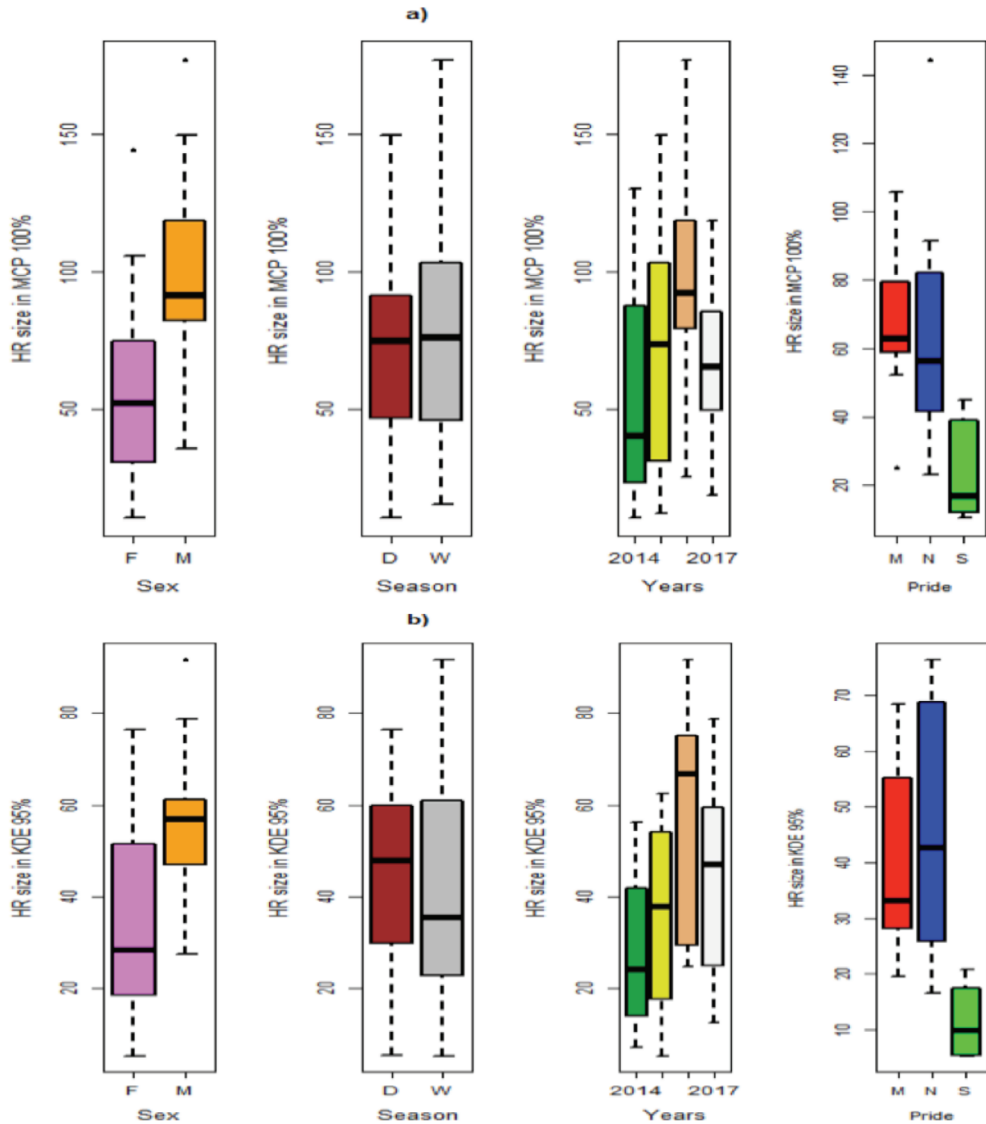 a)
HR size in MCP 100%
50
100
150
F
M
Sex
HR size in MCP 100%
50
100
150
D
W
Season
HR size in MCP 100%
50
100
150
2014
2017
Years
HR size in MCP 100%
20
40
60
80
100
120
140
M
N
S
Pride
b)
HR size in KDE 95%
20
40
60
80
F
M
Sex
HR size in KDE 95%
20
40
60
80
D
W
Season
HR size in KDE 95%
20
40
60
80
2014
2017
Years
HR size in KDE 95%
10
20
30
40
50
60
70
M
N
S
Pride